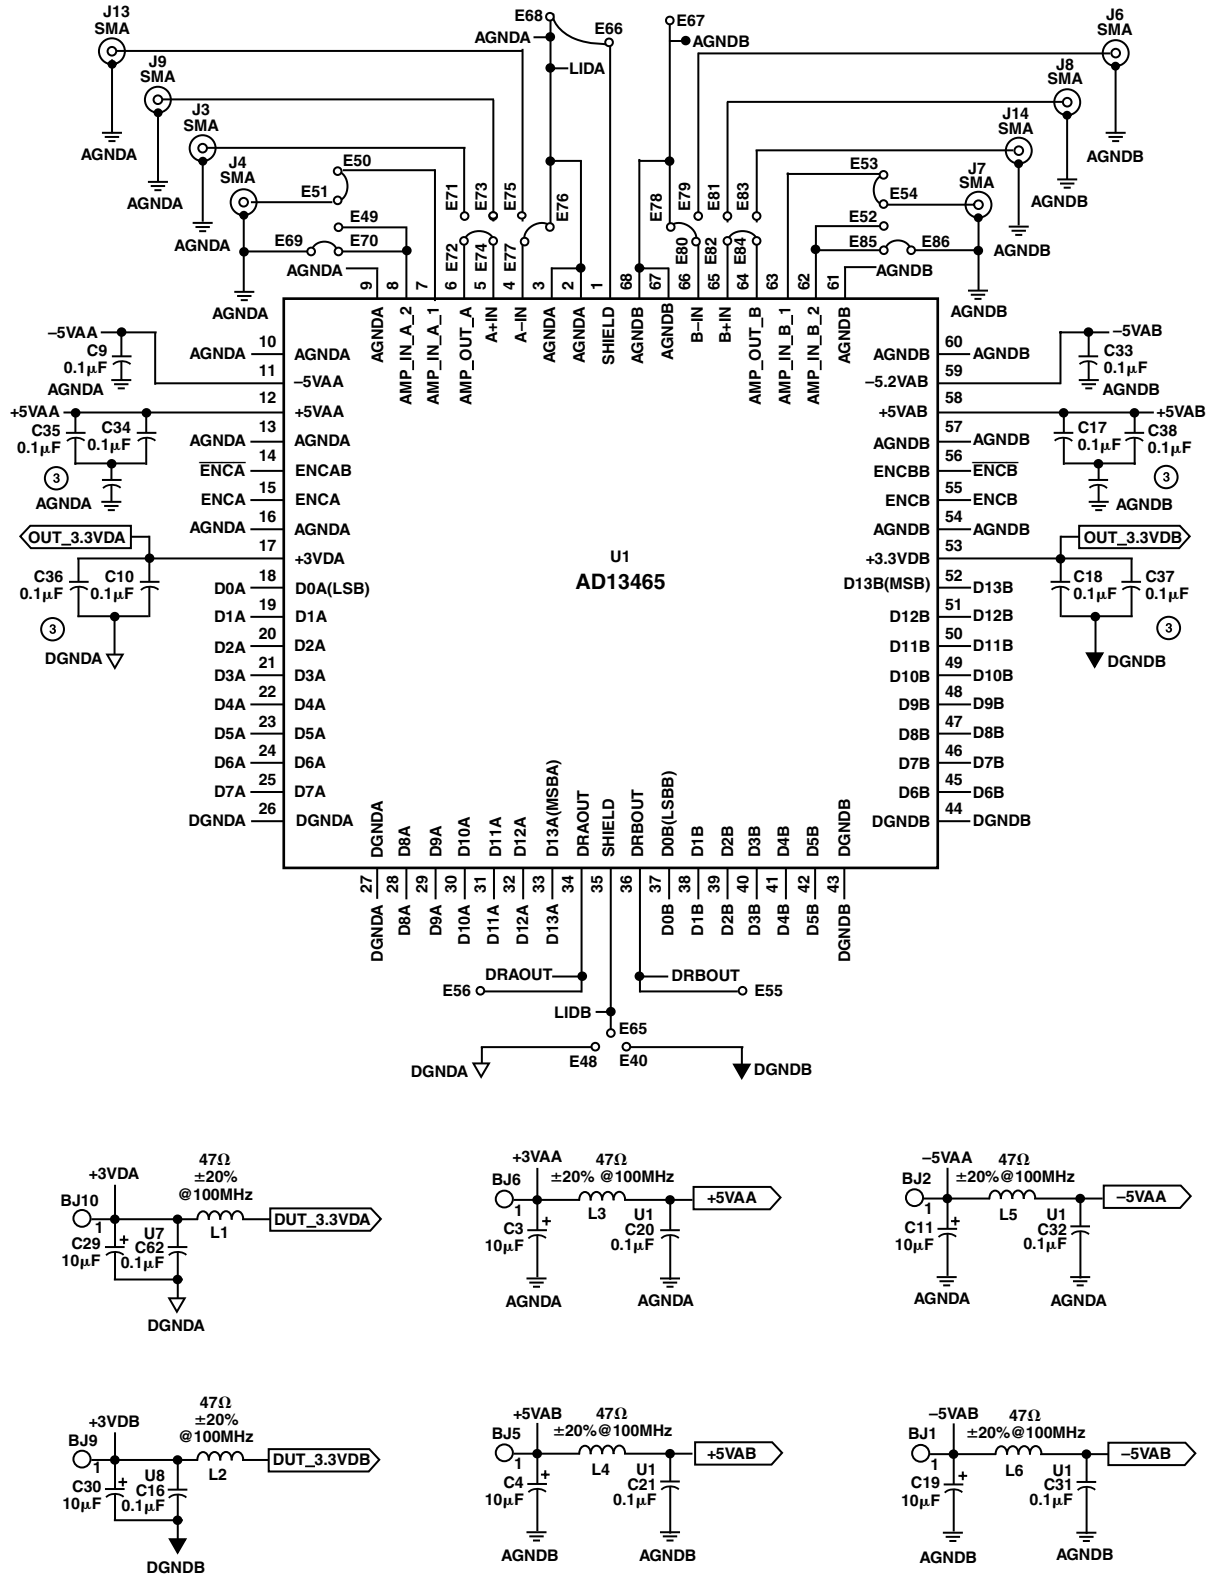 J13
SMA
E68
E66
E67
J6
SMA
AGNDA
AGNDB
J9
SMA
LIDA
J8
SMA
J3
SMA
J14
SMA
AGNDA
AGNDB
J4
SMA
E50
E53
J7
SMA
E51
E54
AGNDA
AGNDB
E71
E73
E75
E76
E78
E79
E81
E83
E49
E52
AGNDA
AGNDB
E69
E70
E72
E74
E77
E80
E82
E84
E85
E86
AGNDA
AGNDB
AGNDA
AGNDB
9
8
7
6
5
4
3
2
1
68
67
66
65
64
63
62
61
AGNDA
AMP_IN_A_2
AMP_IN_A_1
AMP_OUT_A
A+IN
A–IN
AGNDA
AGNDA
SHIELD
AGNDB
AGNDB
B–IN
B+IN
AMP_OUT_B
AMP_IN_B_1
AMP_IN_B_2
AGNDB
–5VAA
C9
0.1µF
AGNDA
–5VAB
C33
0.1µF
AGNDB
AGNDA 10 AGNDA
AGNDB 60 AGNDB
11 –5VAA
–5.2VAB 59
+5VAA 12 +5VAA
+5VAB 58 +5VAB
C35
0.1µF
C34
0.1µF
3
AGNDA
C17
0.1µF
C38
0.1µF
3
AGNDB
AGNDA 13 AGNDA
AGNDB 57 AGNDB
ENCA 14 ENCAB
ENCBB 56 ENCB
ENCA 15 ENCA
ENCB 55 ENCB
AGNDA 16 AGNDA
AGNDB 54 AGNDB
OUT_3.3VDA
OUT_3.3VDB
17 +3VDA
+3.3VDB 53
U1
AD13465
C36
0.1µF
C10
0.1µF
3
DGNDA
C18
0.1µF
C37
0.1µF
3
DGNDB
D0A 18 D0A(LSB)
D13B(MSB) 52 D13B
D1A 19 D1A
D12B 51 D12B
D2A 20 D2A
D11B 50 D11B
D3A 21 D3A
D10B 49 D10B
D4A 22 D4A
D9B 48 D9B
D5A 23 D5A
D8B 47 D8B
D6A 24 D6A
D7B 46 D7B
D7A 25 D7A
D6B 45 D6B
DGNDA 26 DGNDA
DGNDB 44 DGNDB
DGNDA
D8A
D9A
D10A
D11A
D12A
D13A(MSBA)
DRAOUT
SHIELD
DRBOUT
D0B(LSBB)
D1B
D2B
D3B
D4B
D5B
DGNDB
27
28
29
30
31
32
33
34
35
36
37
38
39
40
41
42
43
DGNDA
D8A
D9A
D10A
D11A
D12A
D13A
D0B
D1B
D2B
D3B
D4B
D5B
DGNDB
DRAOUT
DRBOUT
E56
E55
LIDB
E65
E48
E40
DGNDA
DGNDB
+3VDA
47Ω
±20%
@100MHz
BJ10
1
L1
DUT_3.3VDA
C29
10µF
+
U7
C62
0.1µF
DGNDA
+3VAA
47Ω
±20%@100MHz
BJ6
1
L3
+5VAA
C3
10µF
+
U1
C20
0.1µF
AGNDA
AGNDA
–5VAA
47Ω
±20%@100MHz
BJ2
1
L5
–5VAA
C11
10µF
+
U1
C32
0.1µF
AGNDA
AGNDA
+3VDB
47Ω
±20%
@100MHz
BJ9
1
L2
DUT_3.3VDB
C30
10µF
+
U8
C16
0.1µF
DGNDB
+5VAB
47Ω
±20%@100MHz
BJ5
1
L4
+5VAB
C4
10µF
+
U1
C21
0.1µF
AGNDB
AGNDB
–5VAB
47Ω
±20%@100MHz
BJ1
1
L6
–5VAB
C19
10µF
+
U1
C31
0.1µF
AGNDB
AGNDB